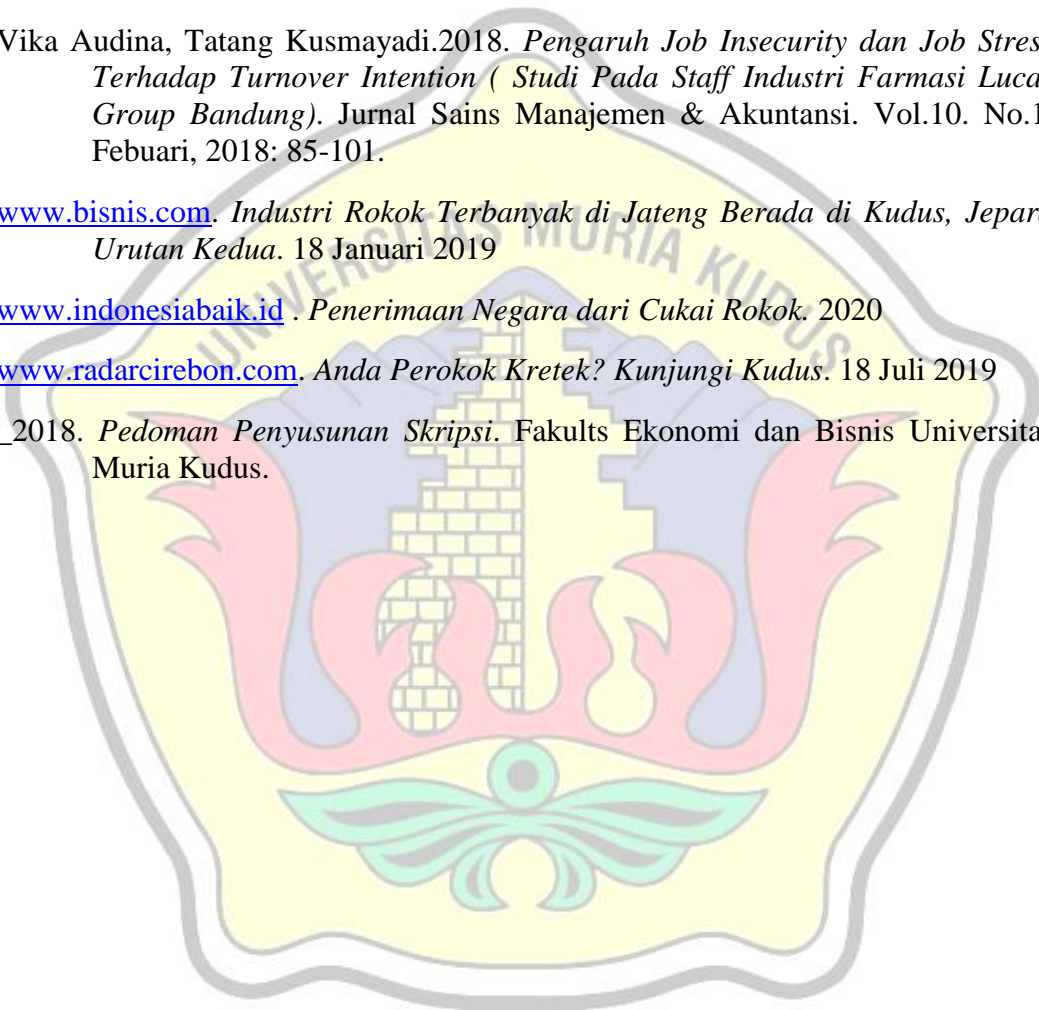 Vika Audina, Tatang Kusmayadi.2018. Pengaruh Job Insecurity dan Job Stres
Terhadap Turnover Intention ( Studi Pada Staff Industri Farmasi Luca
Group Bandung). Jurnal Sains Manajemen & Akuntansi. Vol.10. No.1
Febuari, 2018: 85-101.
www.bisnis.com. Industri Rokok Terbanyak di Jateng Berada di Kudus, Jepara
Urutan Kedua. 18 Januari 2019
www.indonesiabaik.id . Penerimaan Negara dari Cukai Rokok. 2020
www.radarcirebon.com. Anda Perokok Kretek? Kunjungi Kudus. 18 Juli 2019
_2018. Pedoman Penyusunan Skripsi. Fakults Ekonomi dan Bisnis Universita
Muria Kudus.
UNIVERSITAS MURIA KUDUS